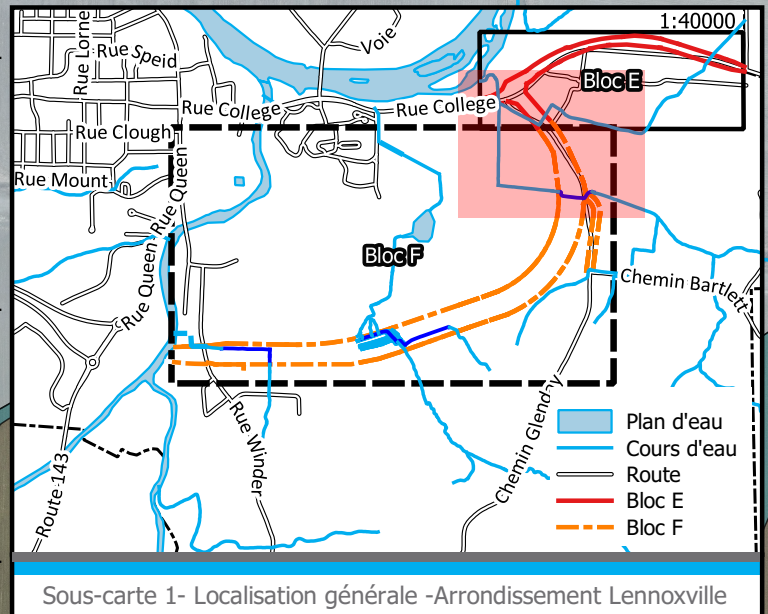 1:40000
Voie
Rue Lorne
Rue Speid
Bloc E
Rue College
Rue College
Rue Clough
Rue Mount
Rue Queen
Rue Queen
Bloc F
Chemin Bartlett
Rue Winder
Chemin Glenday
Route 143
Plan d'eau
Cours d'eau
Route
Bloc E
Bloc F
Sous-carte 1- Localisation générale -Arrondissement Lennoxville